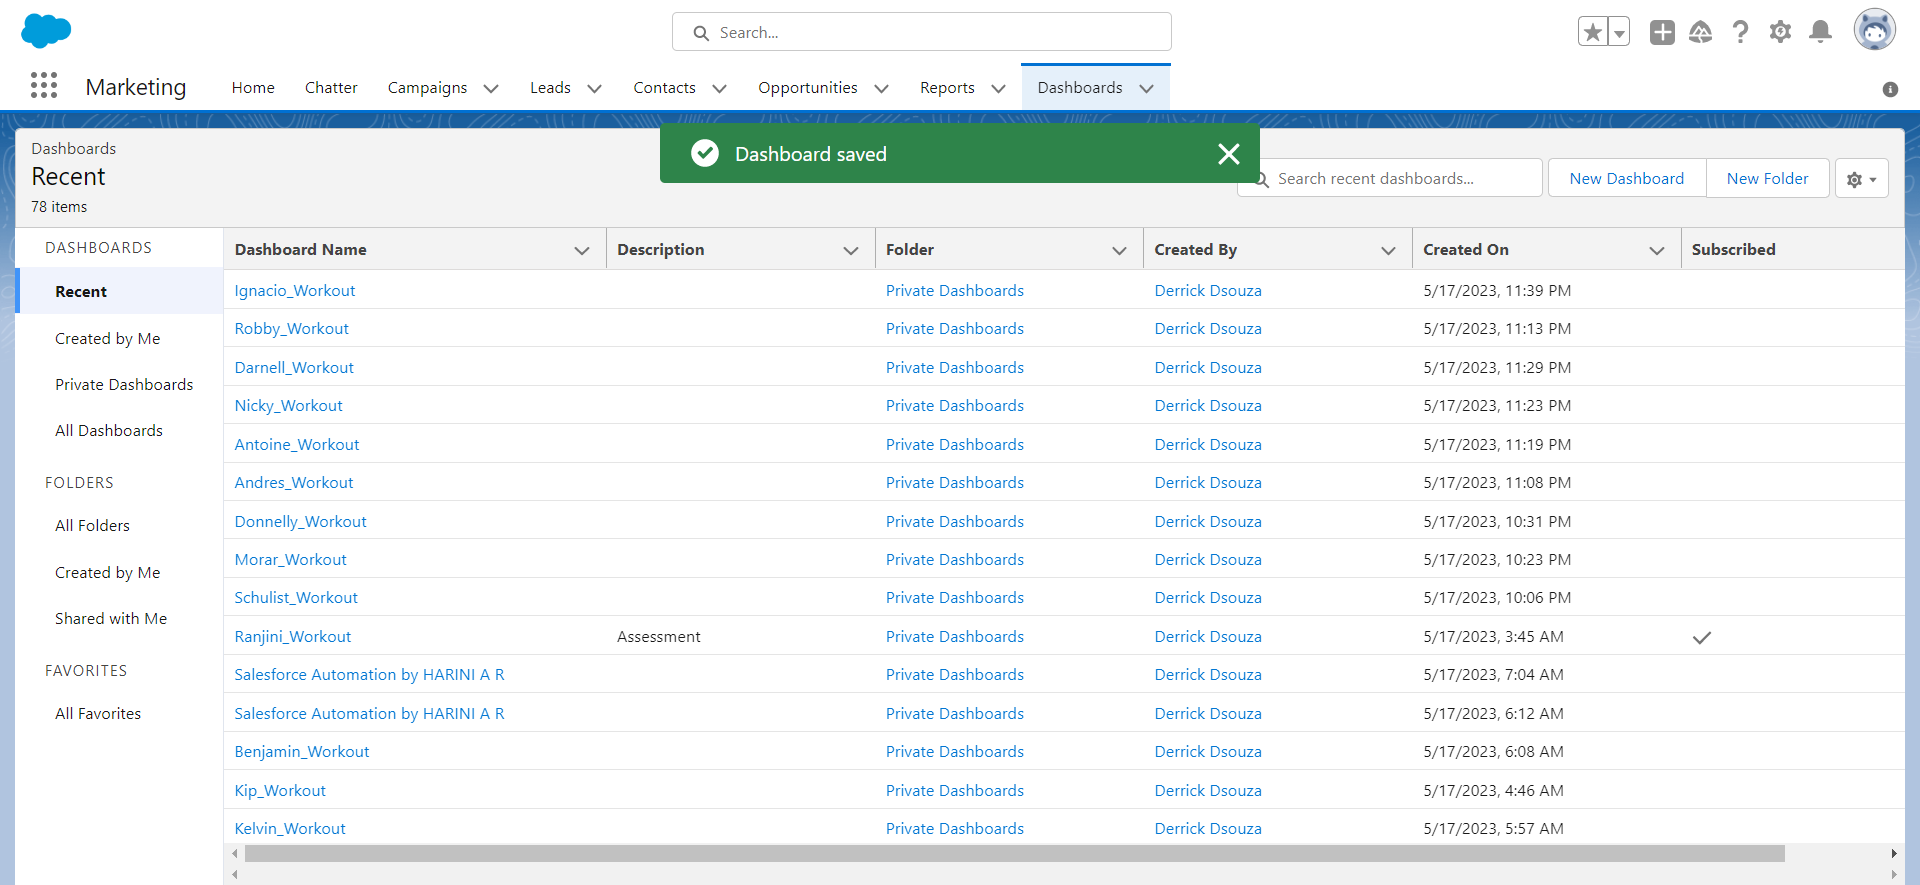 Search...
Marketing Home Chatter Campaigns Leads Contacts Opportunities Reports Dashboards
Dashboard saved
Dashboards
Recent
78 items
Search recent dashboards...
New Dashboard
New Folder
DASHBOARDS
Recent
Created by Me
Private Dashboards
All Dashboards
FOLDERS
All Folders
Created by Me
Shared with Me
FAVORITES
All Favorites
Dashboard Name Description Folder Created By Created On Subscribed
Ignacio_Workout Private Dashboards Derrick Dsouza 5/17/2023, 11:39 PM
Robby_Workout Private Dashboards Derrick Dsouza 5/17/2023, 11:13 PM
Darnell_Workout Private Dashboards Derrick Dsouza 5/17/2023, 11:29 PM
Nicky_Workout Private Dashboards Derrick Dsouza 5/17/2023, 11:23 PM
Antoine_Workout Private Dashboards Derrick Dsouza 5/17/2023, 11:19 PM
Andres_Workout Private Dashboards Derrick Dsouza 5/17/2023, 11:08 PM
Donnelly_Workout Private Dashboards Derrick Dsouza 5/17/2023, 10:31 PM
Morar_Workout Private Dashboards Derrick Dsouza 5/17/2023, 10:23 PM
Schulist_Workout Private Dashboards Derrick Dsouza 5/17/2023, 10:06 PM
Ranjini_Workout Assessment Private Dashboards Derrick Dsouza 5/17/2023, 3:45 AM
Salesforce Automation by HARINI A R Private Dashboards Derrick Dsouza 5/17/2023, 7:04 AM
Salesforce Automation by HARINI A R Private Dashboards Derrick Dsouza 5/17/2023, 6:12 AM
Benjamin_Workout Private Dashboards Derrick Dsouza 5/17/2023, 6:08 AM
Kip_Workout Private Dashboards Derrick Dsouza 5/17/2023, 4:46 AM
Kelvin_Workout Private Dashboards Derrick Dsouza 5/17/2023, 5:57 AM